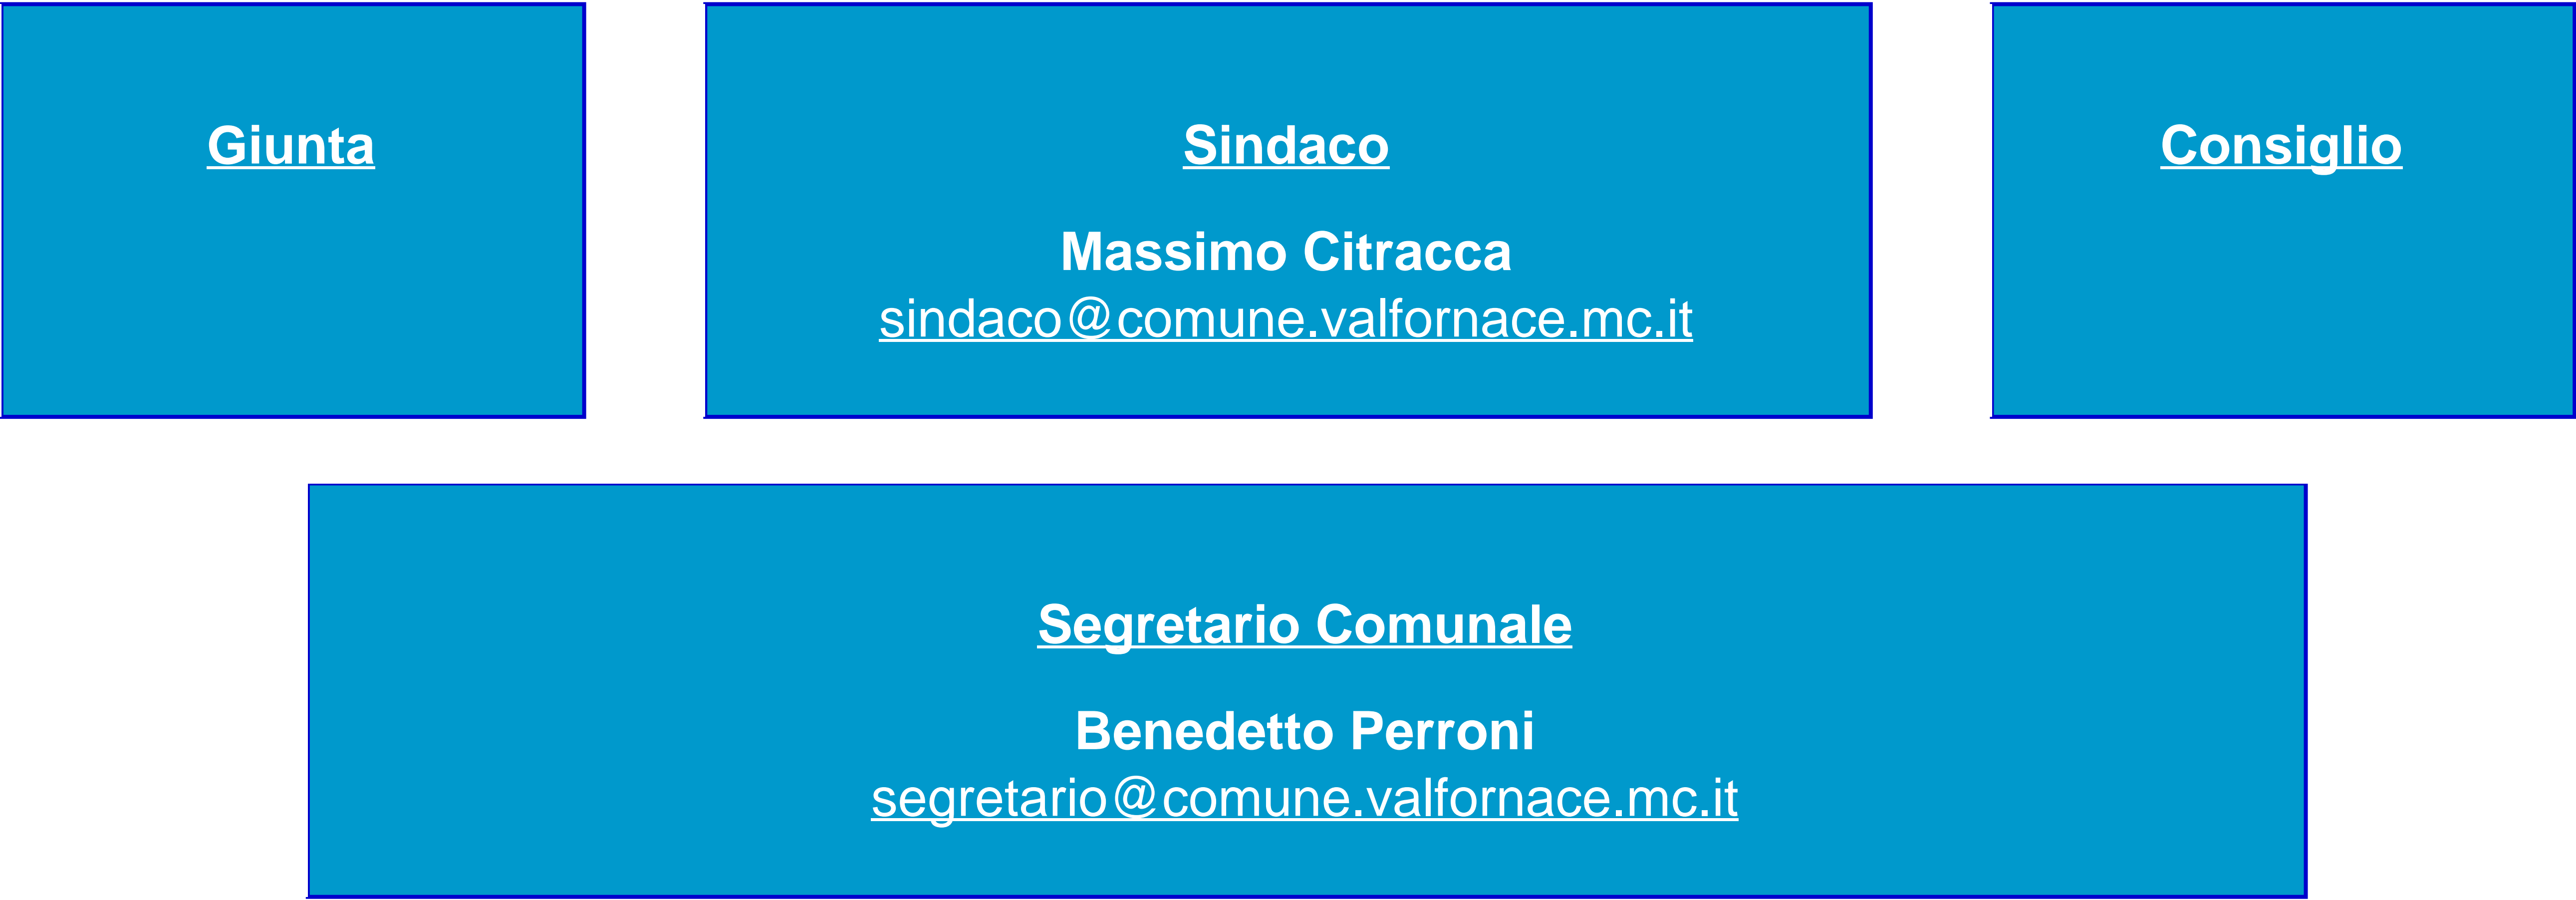 Giunta
Sindaco
Massimo Citracca
sindaco@comune.valfornace.mc.it
Consiglio
Segretario Comunale
Benedetto Perroni
segretario@comune.valfornace.mc.it